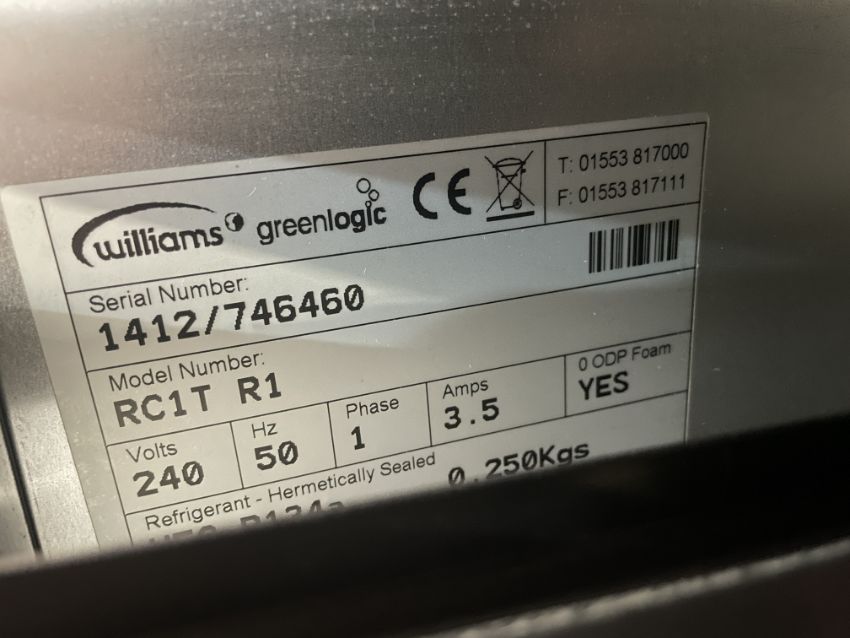 williams greenlogic CE
T: 01553 817000
F: 01553 817111
Serial Number:
1412/746460
Model Number:
RC1T R1
Volts
240
Hz
50
Phase
1
Amps
3.5
0 ODP Foam
YES
Refrigerant - Hermetically Sealed
0.250Kgs